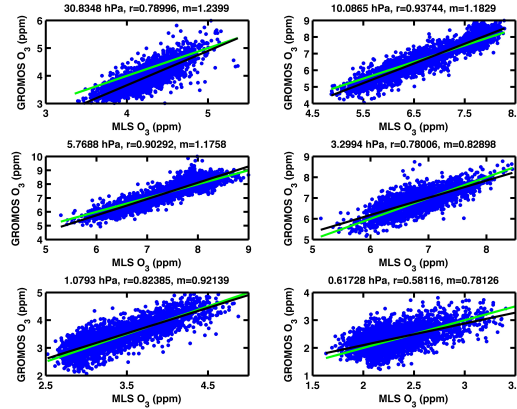 30.8348 hPa, r=0.78996, m=1.2399
10.0865 hPa, r=0.93744, m=1.1829
GROMOS O3 (ppm)
6
5
4
3
3 4 5
MLS O3 (ppm)
GROMOS O3 (ppm)
9
8
7
6
5
4
4.5 5.5 6.5 7.5 8.
MLS O3 (ppm)
5.7688 hPa, r=0.90292, m=1.1758
3.2994 hPa, r=0.78006, m=0.82898
GROMOS O3 (ppm)
10
9
8
7
6
5
4
5 6 7 8 9
MLS O3 (ppm)
GROMOS O3 (ppm)
9
8
7
6
5
5 6 7 8
MLS O3 (ppm)
1.0793 hPa, r=0.82385, m=0.92139
0.61728 hPa, r=0.58116, m=0.78126
GROMOS O3 (ppm)
5
4
3
2
2.5 3.5 4.5
MLS O3 (ppm)
GROMOS O3 (ppm)
4
3
2
1
1.5 2 2.5 3 3.
MLS O3 (ppm)